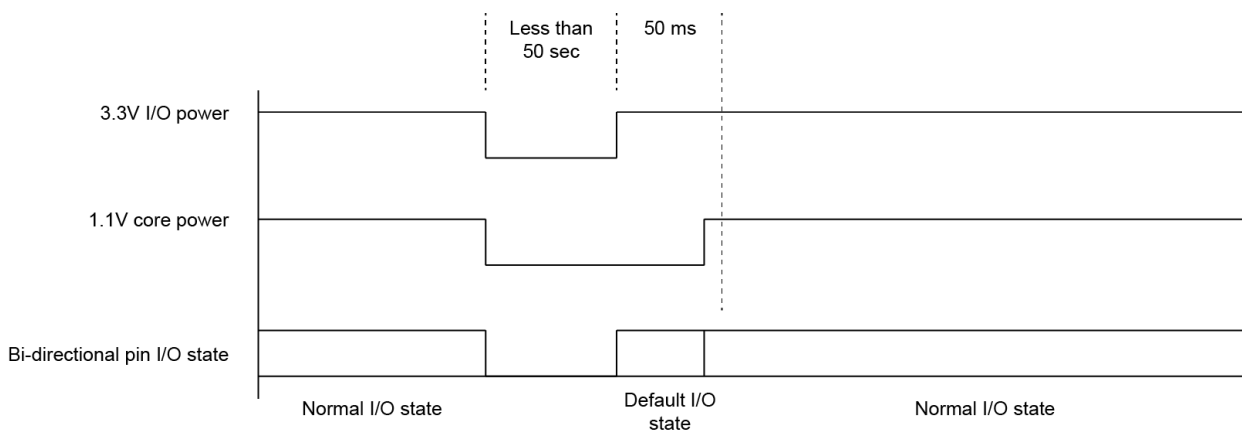 Less than
50 sec
50 ms
3.3V I/O power
1.1V core power
Bi-directional pin I/O state
Normal I/O state
Default I/O
state
Normal I/O state